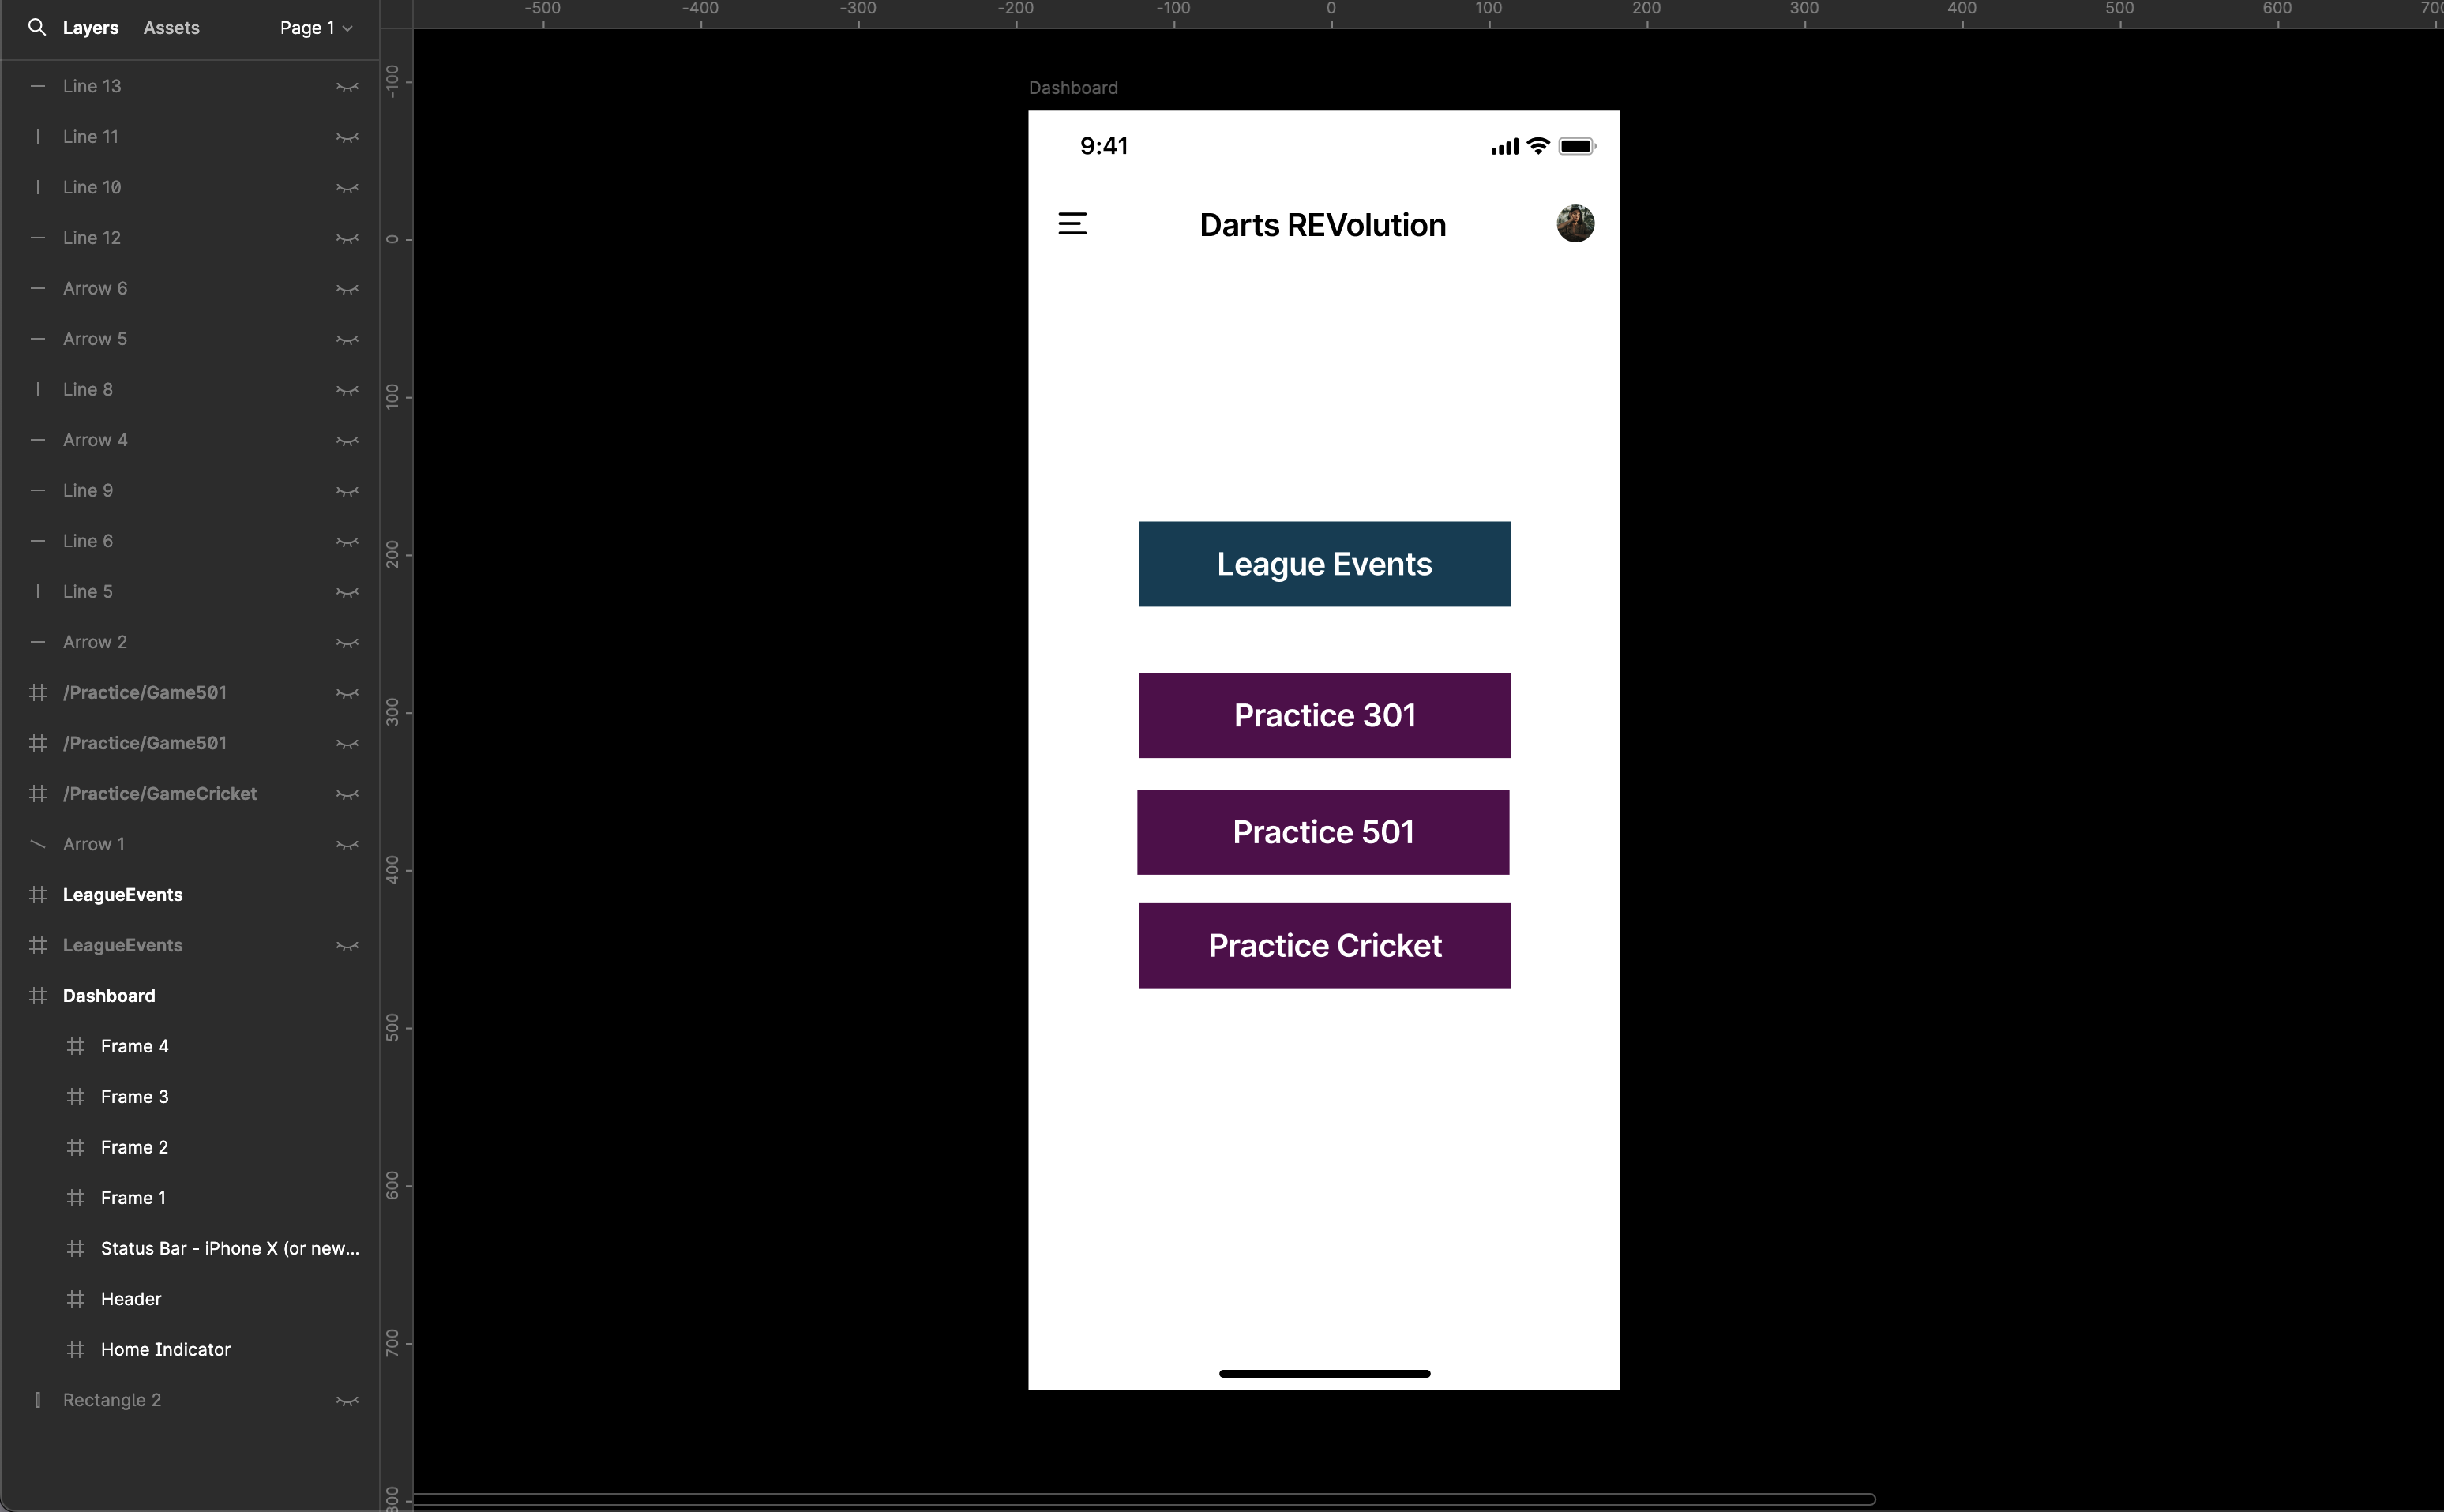 Layers Assets Page 1
Line 13
Line 11
Line 10
Line 12
Arrow 6
Arrow 5
Line 8
Arrow 4
Line 9
Line 6
Line 5
Arrow 2
/Practice/Game501
/Practice/Game501
/Practice/GameCricket
Arrow 1
LeagueEvents
LeagueEvents
Dashboard
Frame 4
Frame 3
Frame 2
Frame 1
Status Bar - iPhone X (or new...
Header
Home Indicator
Rectangle 2
-500 -400 -300 -200 -100 0 100 200 300 400 500 600 700
-100
0
100
200
300
400
500
600
700
800
Dashboard
9:41
Darts REVolution
League Events
Practice 301
Practice 501
Practice Cricket